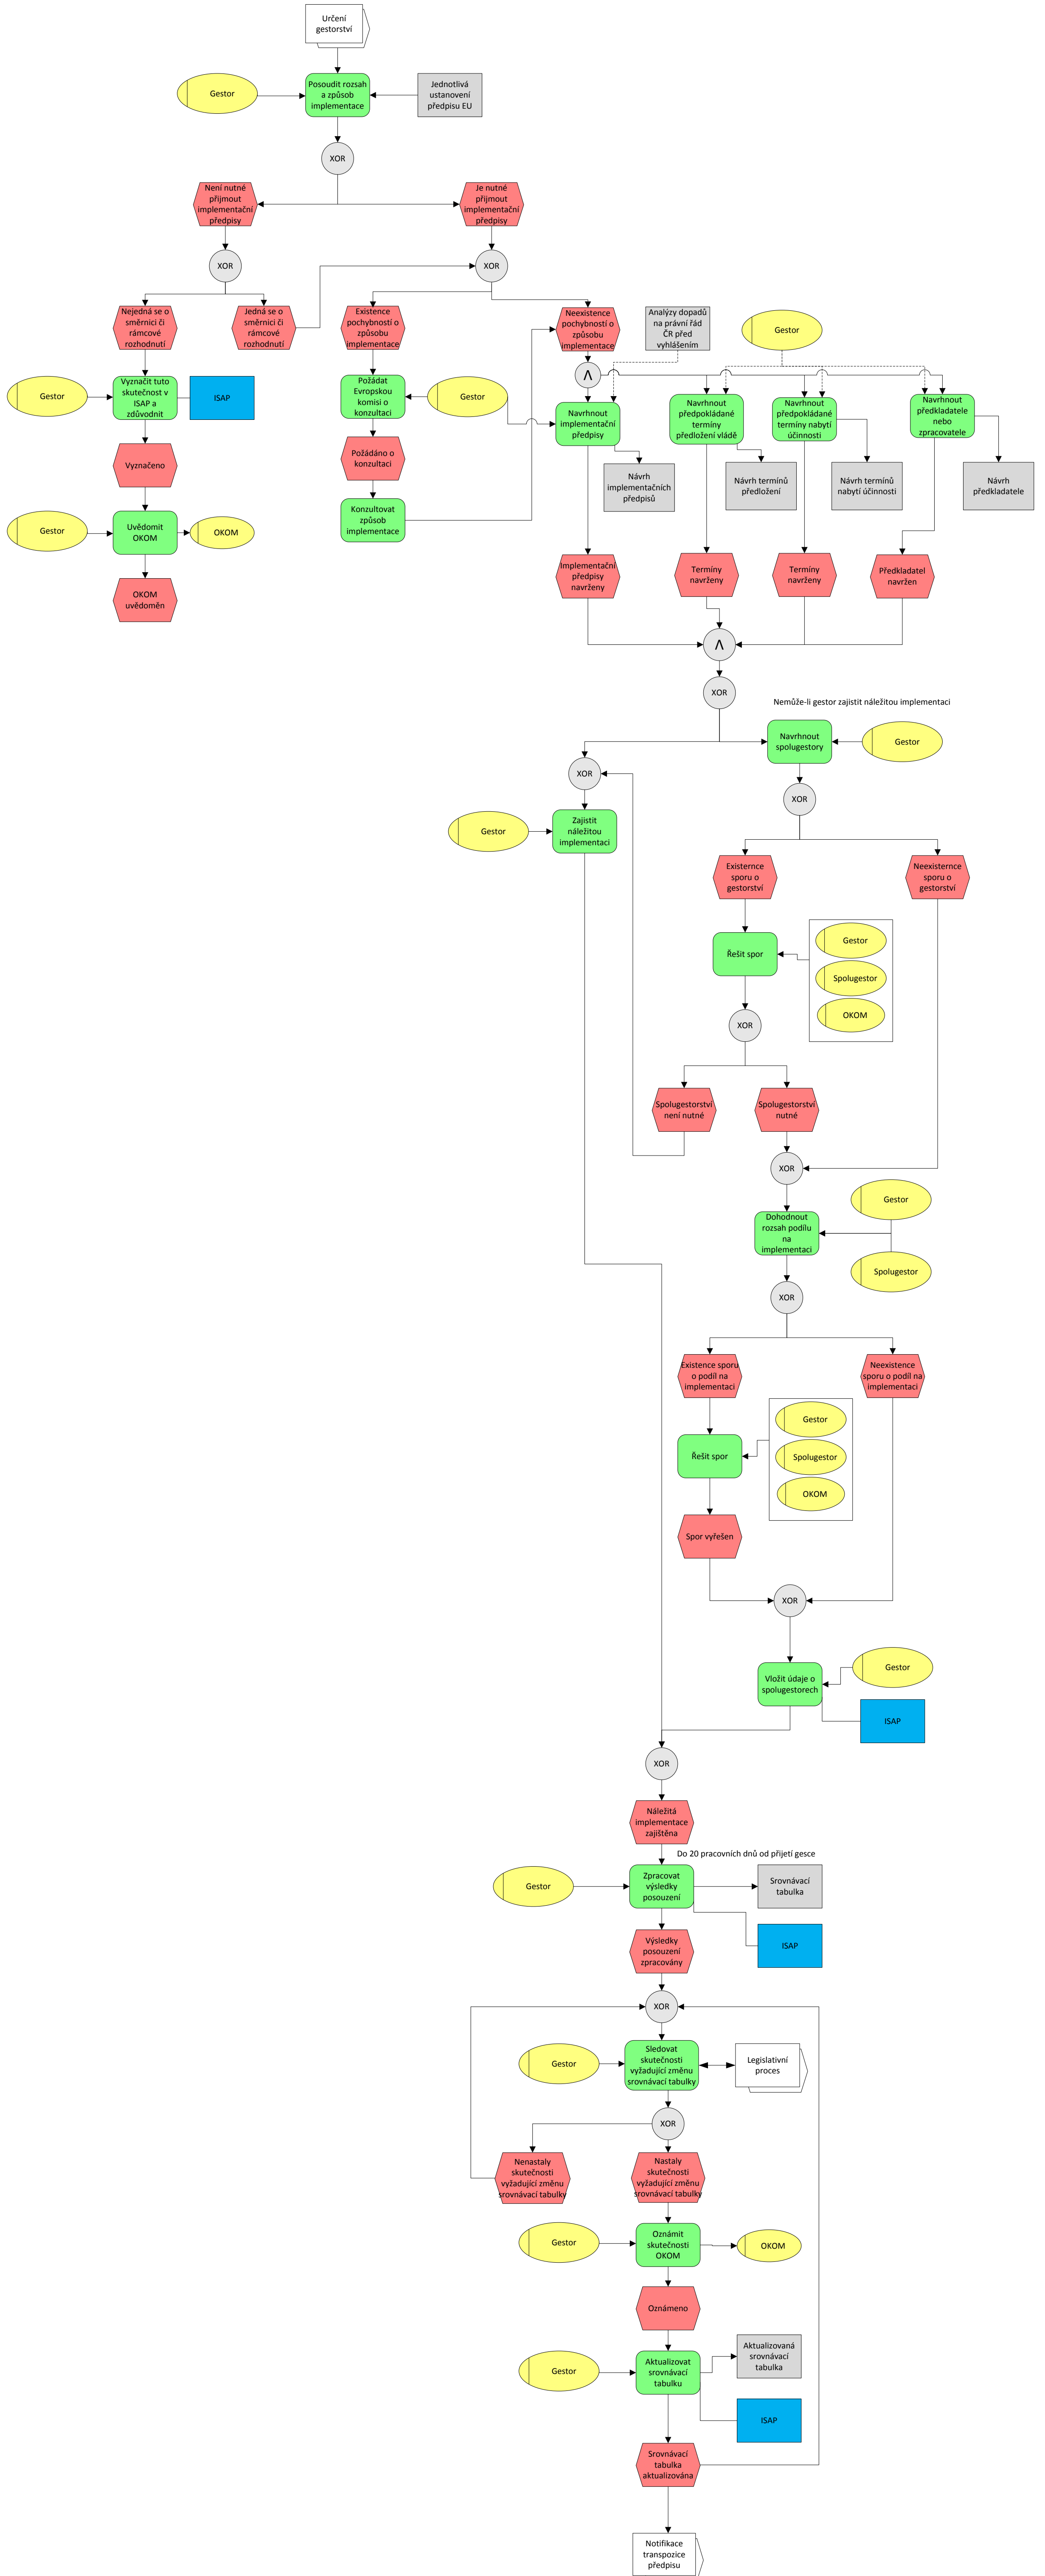 Určení
gestorství
Gestor
Posoudit rozsah
a způsob
implementace
Jednotlivá
ustanovení
předpisu EU
XOR
Není nutné
přijmout
implementační
předpisy
Je nutné
přijmout
implementační
předpisy
XOR
XOR
Nejedná se o
směrnici či
rámcové
rozhodnutí
Jedná se o
směrnici či
rámcové
rozhodnutí
Existence
pochybností o
způsobu
implementace
Neexistence
pochybností o
způsobu
implementace
Analýzy dopadů
na právní řád
ČR před
vyhlášením
Gestor
Gestor
Vyznačit tuto
skutečnost v
ISAP a
zdůvodnit
ISAP
Požádat
Evropskou
komisi o
konzultaci
Gestor
Λ
Navrhnout
implementační
předpisy
Navrhnout
předpokládané
termíny
předložení vládě
Navrhnout
předpokládané
termíny nabytí
účinnosti
Navrhnout
předkladatele
nebo
zpracovatele
Vyznačeno
Požádáno o
konzultaci
Návrh
implementačních
předpisů
Návrh termínů
předložení
Návrh termínů
nabytí účinnosti
Návrh
předkladatele
Gestor
Uvědomit
OKOM
OKOM
Konzultovat
způsob
implementace
OKOM
uvědoměn
Implementační
předpisy
navrženy
Termíny
navrženy
Termíny
navrženy
Předkladatel
navržen
Λ
XOR
Nemůže-li gestor zajistit náležitou implementaci
Navrhnout
spolugestory
Gestor
XOR
XOR
Gestor
Zajistit
náležitou
implementaci
Existernce
sporu o
gestorství
Neexisternce
sporu o
gestorství
Řešit spor
Gestor
Spolugestor
OKOM
XOR
Spolugestorství
není nutné
Spolugestorství
nutné
XOR
Gestor
Dohodnout
rozsah podílu
na
implementaci
Spolugestor
XOR
Existence sporu
o podíl na
implementaci
Neexistence
sporu o podíl na
implementaci
Řešit spor
Gestor
Spolugestor
OKOM
Spor vyřešen
XOR
Vložit údaje o
spolugestorech
Gestor
ISAP
XOR
Náležitá
implementace
zajištěna
Do 20 pracovních dnů od přijetí gesce
Gestor
Zpracovat
výsledky
posouzení
Srovnávací
tabulka
ISAP
Výsledky
posouzení
zpracovány
XOR
Gestor
Sledovat
skutečnosti
vyžadující změnu
srovnávací tabulky
Legislativní
proces
XOR
Nenastaly
skutečnosti
vyžadující změnu
srovnávací tabulky
Nastaly
skutečnosti
vyžadující změnu
srovnávací tabulky
Gestor
Oznámit
skutečnosti
OKOM
OKOM
Oznámeno
Gestor
Aktualizovat
srovnávací
tabulku
Aktualizovaná
srovnávací
tabulka
ISAP
Srovnávací
tabulka
aktualizována
Notifikace
transpozice
předpisu